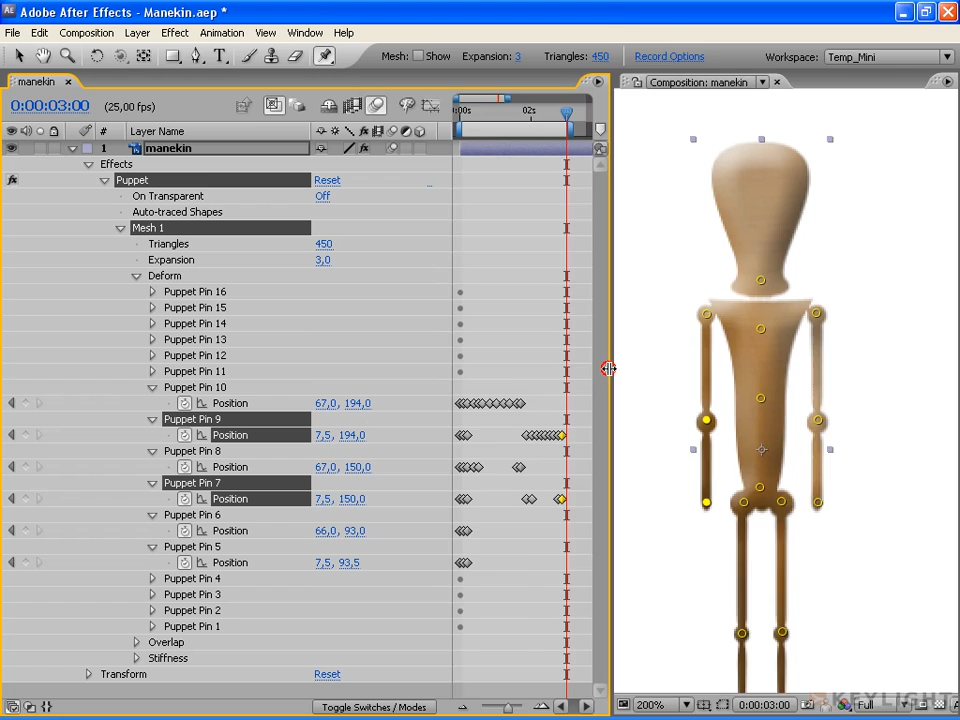 Adobe After Effects - Manekin.aep *
File Edit Composition Layer Effect Animation View Window Help
Mesh: Show Expansion: 3 Triangles: 450 Record Options Workspace: Temp_Mini
manekin × Composition: manekin ×
0:00:03:00 (25,00 fps) :00s 02s
# Layer Name
1 manekin
Effects
Puppet Reset
On Transparent Off
Auto-traced Shapes
Mesh 1
Triangles 450
Expansion 3,0
Deform
Puppet Pin 16
Puppet Pin 15
Puppet Pin 14
Puppet Pin 13
Puppet Pin 12
Puppet Pin 11
Puppet Pin 10
Position 67,0, 194,0
Puppet Pin 9
Position 7,5, 194,0
Puppet Pin 8
Position 67,0, 150,0
Puppet Pin 7
Position 7,5, 150,0
Puppet Pin 6
Position 66,0, 93,0
Puppet Pin 5
Position 7,5, 93,5
Puppet Pin 4
Puppet Pin 3
Puppet Pin 2
Puppet Pin 1
Overlap
Stiffness
Transform Reset
Toggle Switches / Modes 200% 0:00:03:00 Full
KEYLIGHT